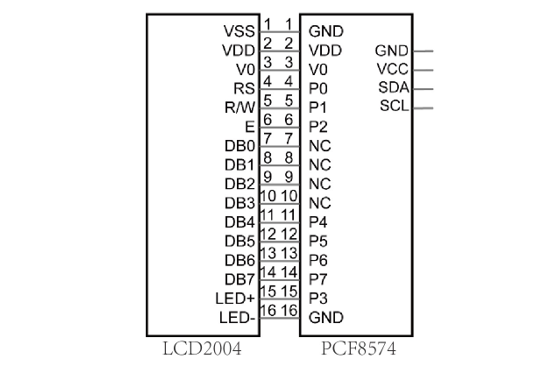 VSS 1 1 GND
VDD 2 2 VDD GND
V0 3 3 V0 VCC
RS 4 4 P0 SDA
R/W 5 5 P1 SCL
E 6 6 P2
DB0 7 7 NC
DB1 8 8 NC
DB2 9 9 NC
DB3 10 10 NC
DB4 11 11 P4
DB5 12 12 P5
DB6 13 13 P6
DB7 14 14 P7
LED+ 15 15 P3
LED- 16 16 GND
LCD2004 PCF8574